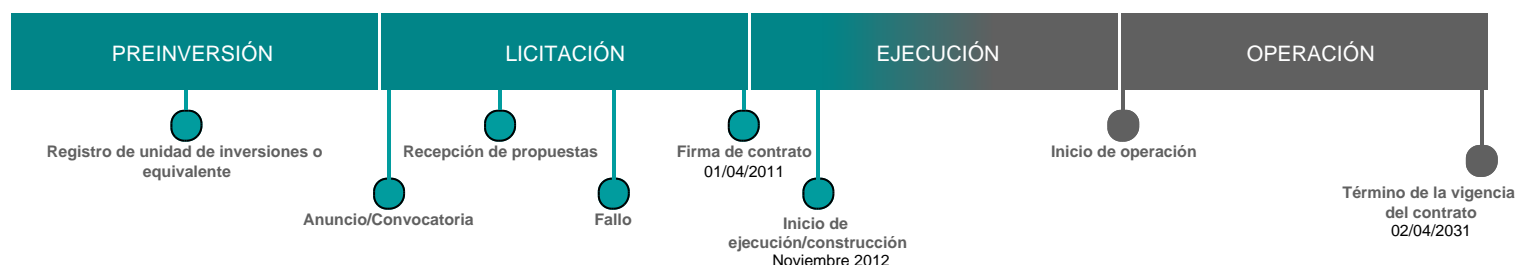 PREINVERSIÓN
LICITACIÓN
EJECUCIÓN
OPERACIÓN
Registro de unidad de inversiones o
equivalente
Anuncio/Convocatoria
Recepción de propuestas
Fallo
Firma de contrato
01/04/2011
Inicio de
ejecución/construcción
Noviembre 2012
Inicio de operación
Término de la vigencia
del contrato
02/04/2031